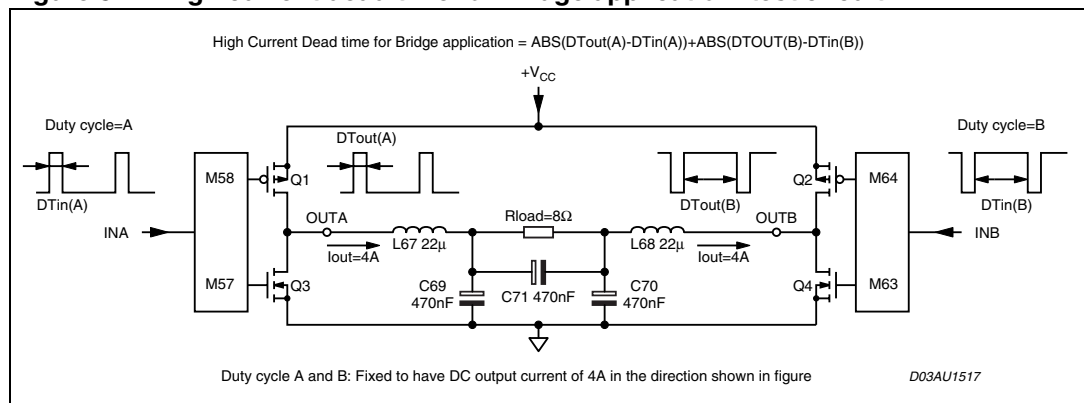 High Current Dead time for Bridge application = ABS(DTout(A)-DTin(A))+ABS(DTOUT(B)-DTin(B))
+VCC
Duty cycle=A
DTout(A)
Duty cycle=B
M58
Q1
Q2
M64
DTin(A)
DTout(B)
DTin(B)
INA
OUTA
Rload=8Ω
OUTB
INB
L67 22µ
L68 22µ
Iout=4A
Iout=4A
M57
Q3
C69
470nF
C71 470nF
C70
470nF
Q4
M63
Duty cycle A and B: Fixed to have DC output current of 4A in the direction shown in figure
D03AU1517